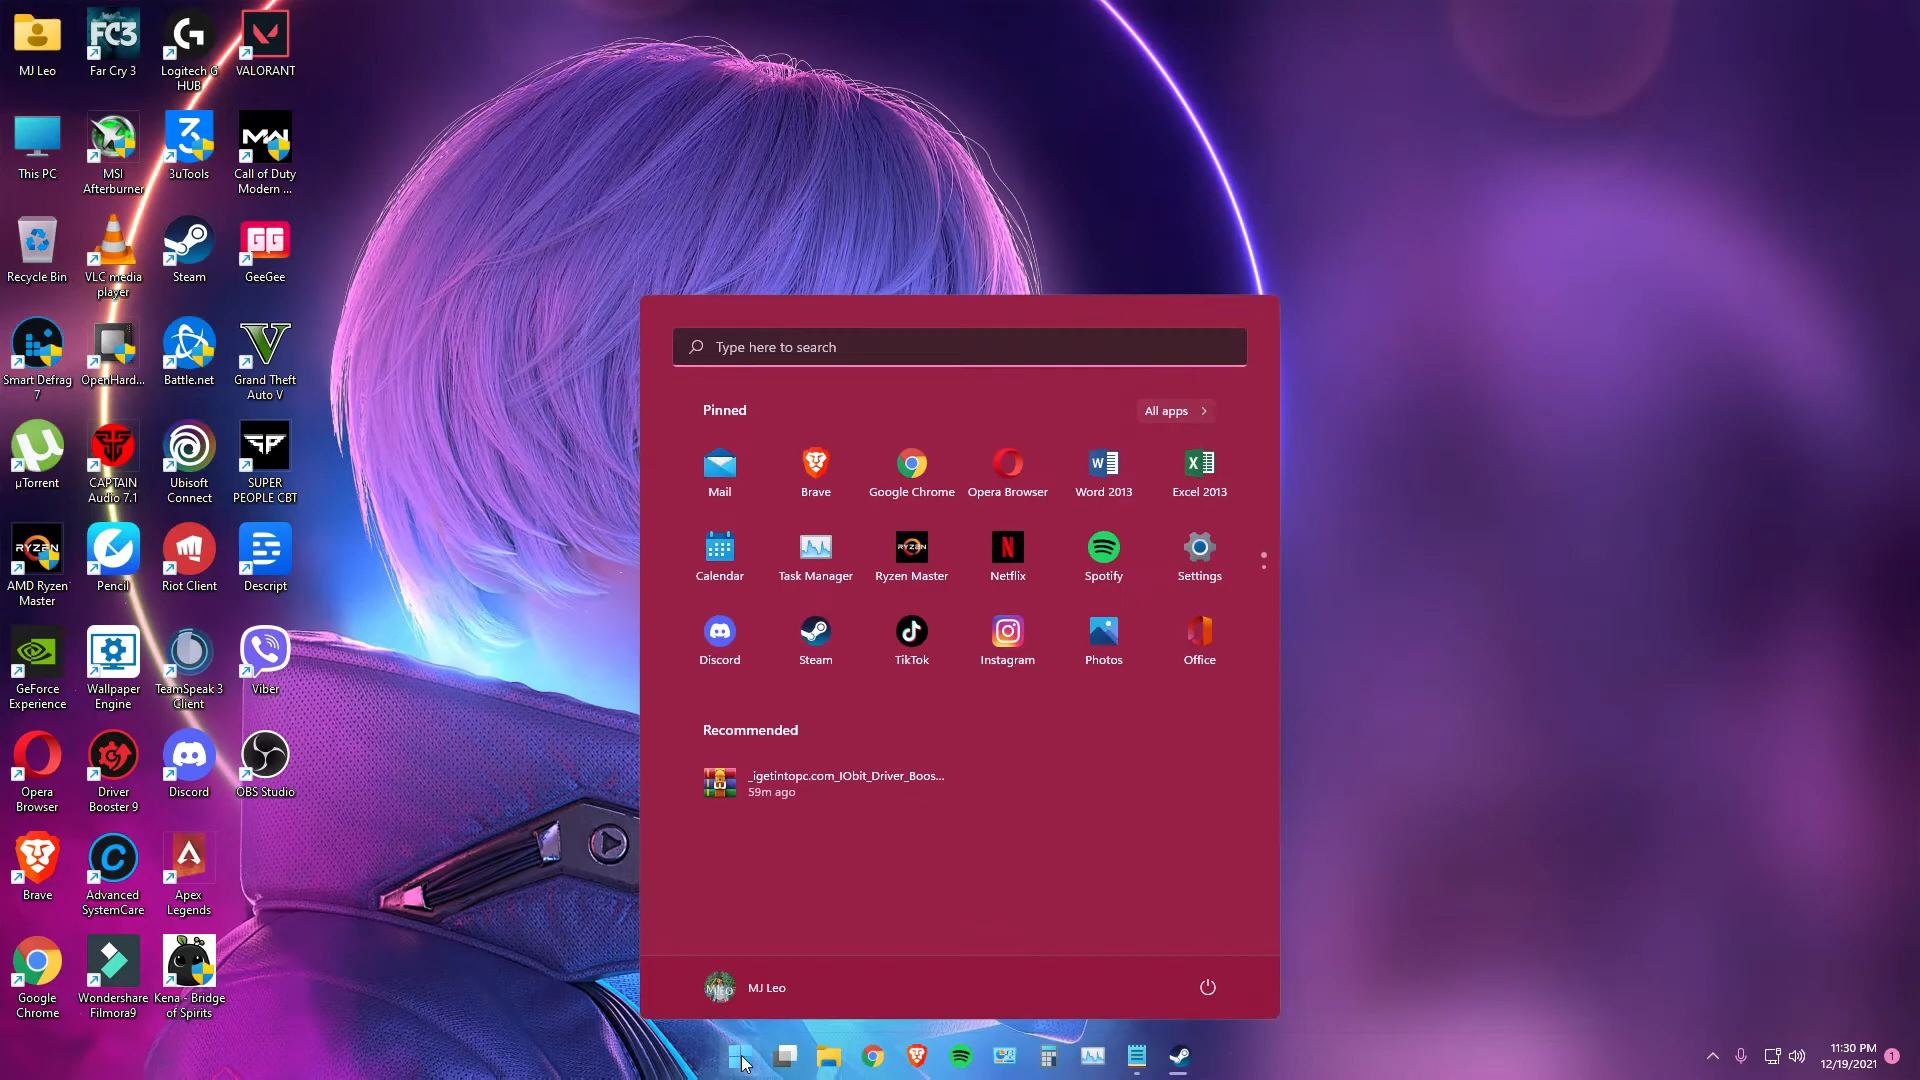 MJ Leo
FC3
Far Cry 3
Logitech G
HUB
VALORANT
This PC
MSI
Afterburner
3uTools
MW
Call of Duty
Modern ...
Recycle Bin
VLC media
player
Steam
GG
GeeGee
Smart Defrag
7
OpenHard...
Battle.net
V
Grand Theft
Auto V
µTorrent
CAPTAIN
Audio 7.1
Ubisoft
Connect
SUPER
PEOPLE CBT
RYZEN
AMD Ryzen
Master
Pencil
Riot Client
Descript
GeForce
Experience
Wallpaper
Engine
TeamSpeak 3
Client
Viber
Opera
Browser
Driver
Booster 9
Discord
OBS Studio
Brave
Advanced
SystemCare
Apex
Legends
Google
Chrome
Wondershare
Filmora9
Kena - Bridge
of Spirits
Type here to search
Pinned
All apps
Mail
Brave
Google Chrome
Opera Browser
Word 2013
Excel 2013
Calendar
Task Manager
RYZEN
Ryzen Master
Netflix
Spotify
Settings
Discord
Steam
TikTok
Instagram
Photos
Office
Recommended
_igetintopc.com_IObit_Driver_Boos...
59m ago
MJ Leo
11:30 PM
12/19/2021
1